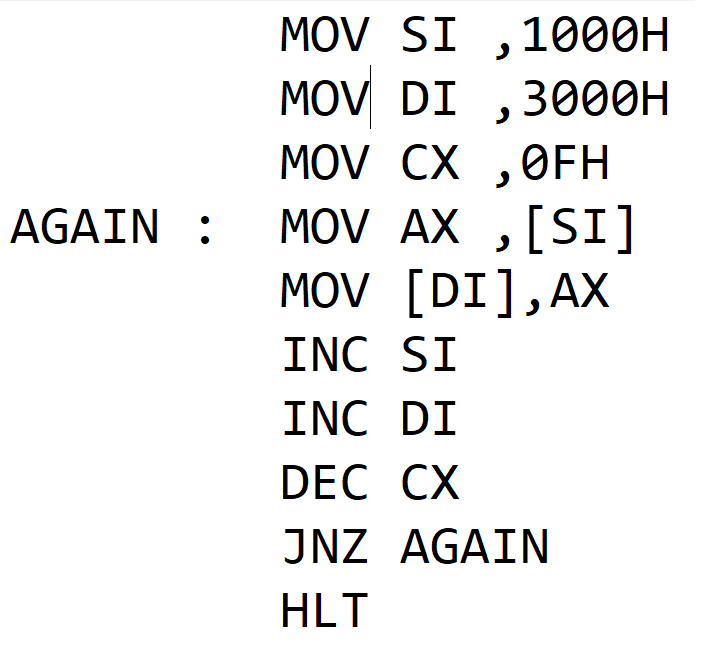 MOV SI ,1000H
MOV DI ,3000H
MOV CX ,0FH
AGAIN : MOV AX ,[SI]
MOV [DI],AX
INC SI
INC DI
DEC CX
JNZ AGAIN
HLT